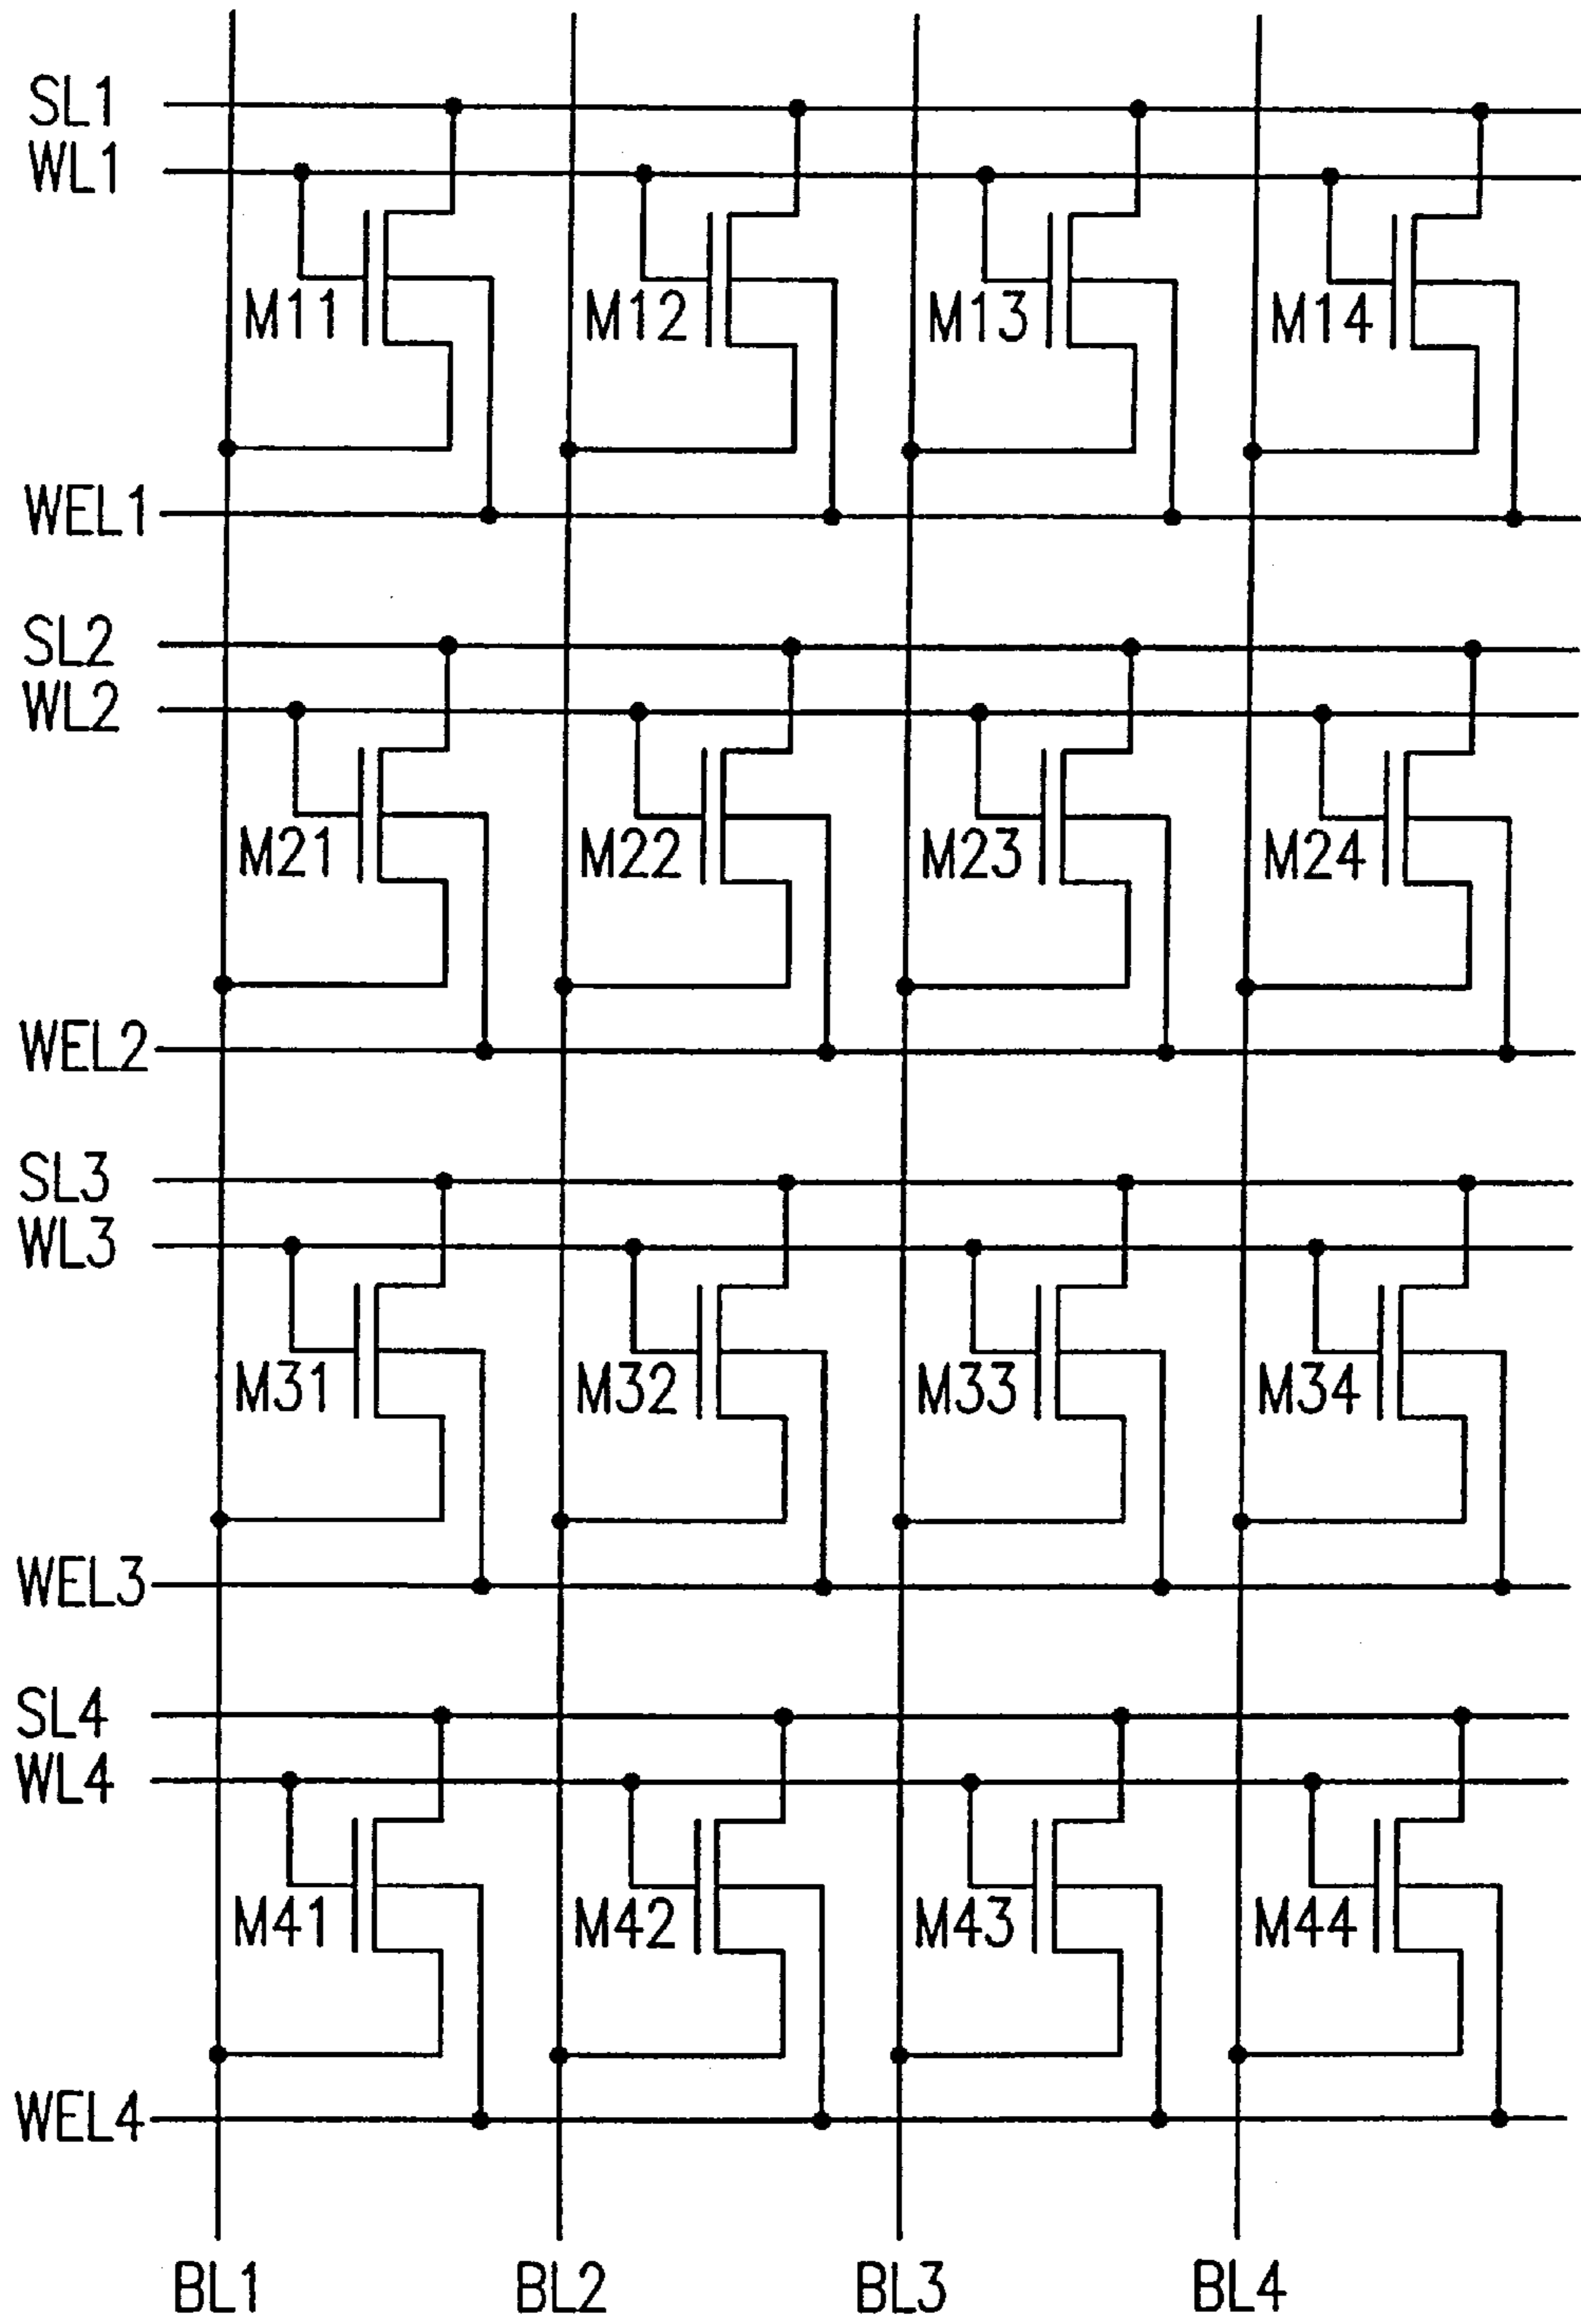 SL1
WL1
M11 M12 M13 M14
WEL1
SL2
WL2
M21 M22 M23 M24
WEL2
SL3
WL3
M31 M32 M33 M34
WEL3
SL4
WL4
M41 M42 M43 M44
WEL4
BL1 BL2 BL3 BL4